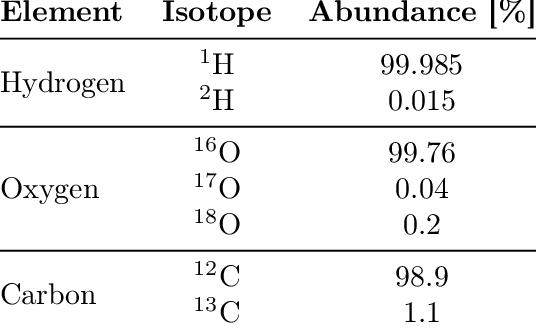 Element Isotope Abundance [%]
Hydrogen
¹H 99.985
²H 0.015
Oxygen
¹⁶O 99.76
¹⁷O 0.04
¹⁸O 0.2
Carbon
¹²C 98.9
¹³C 1.1